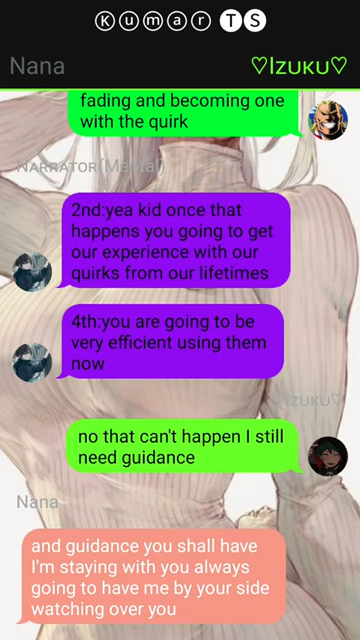 Kumar TS
Nana
♡Izuku♡
fading and becoming one
with the quirk
Narrator(Mental)
2nd:yea kid once that
happens you going to get
our experience with our
quirks from our lifetimes
4th:you are going to be
very efficient using them
now
♡Izuku♡
no that can't happen I still
need guidance
Nana
and guidance you shall have
I'm staying with you always
going to have me by your side
watching over you